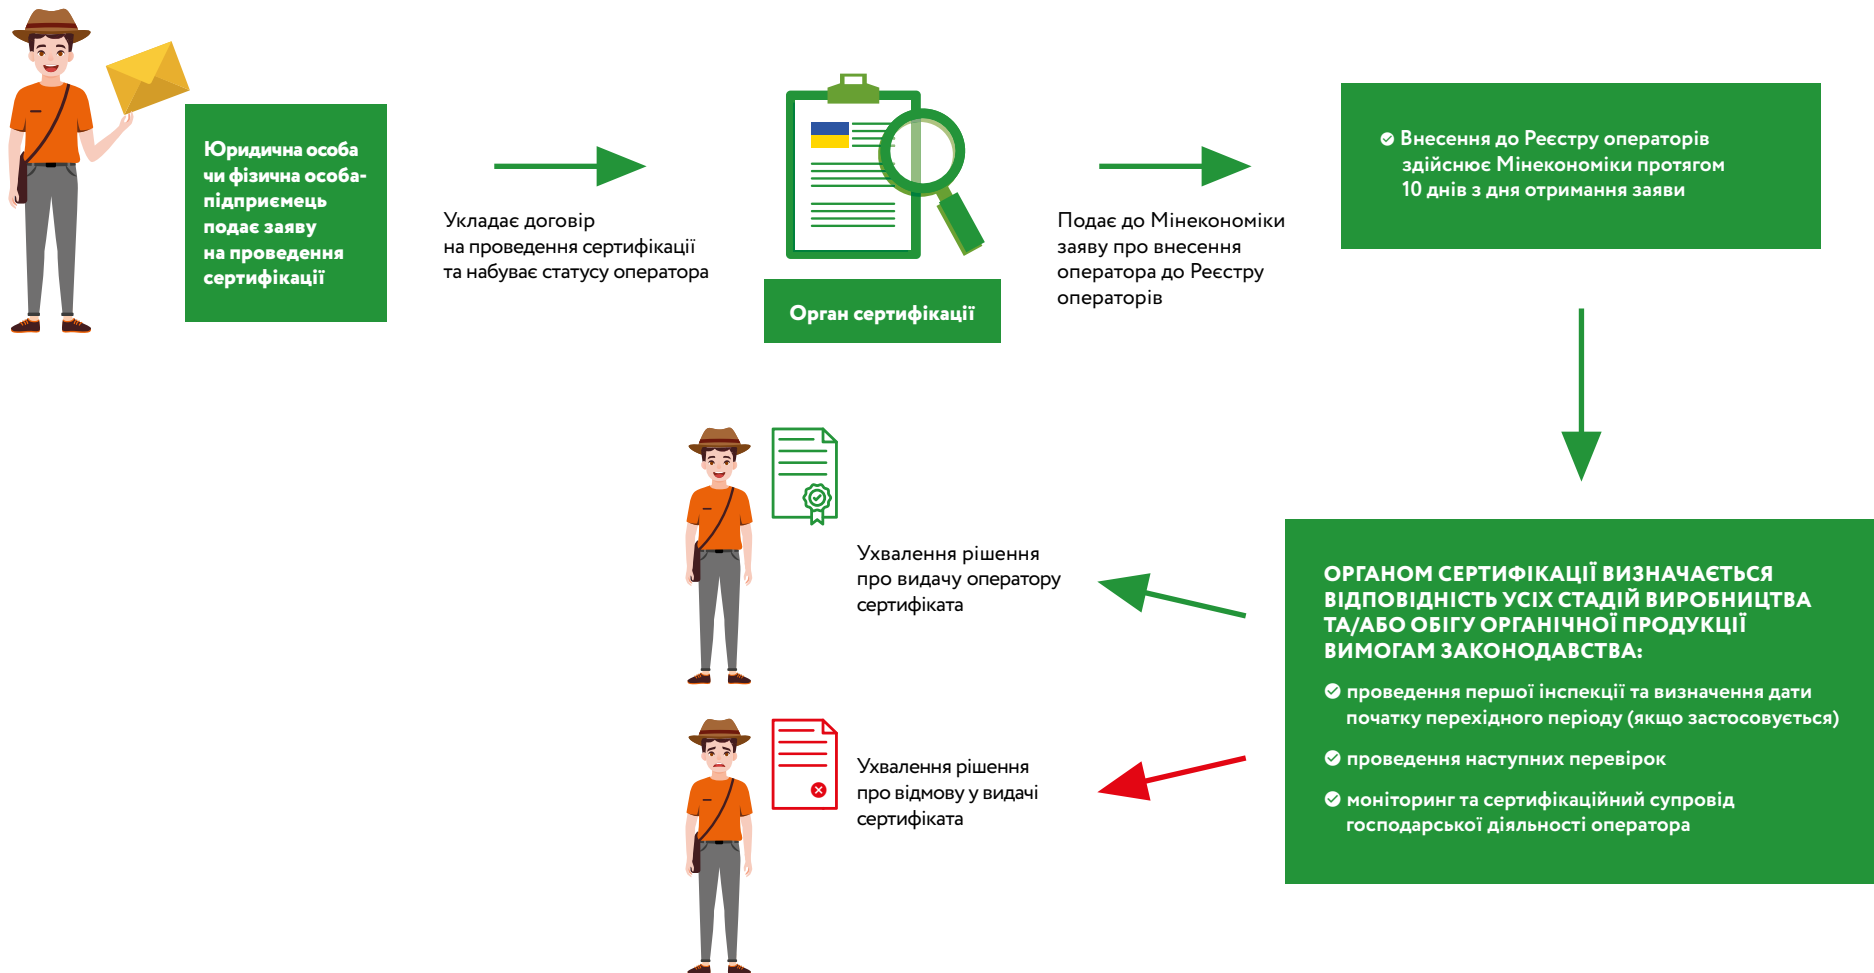 Юридична особа
чи фізична особа-
підприємець
подає заяву
на проведення
сертифікації
Укладає договір
на проведення сертифікації
та набуває статусу оператора
Орган сертифікації
Подає до Мінекономіки
заяву про внесення
оператора до Реєстру
операторів
Внесення до Реєстру операторів
здійснює Мінекономіки протягом
10 днів з дня отримання заяви
ОРГАНОМ СЕРТИФІКАЦІЇ ВИЗНАЧАЄТЬСЯ
ВІДПОВІДНІСТЬ УСІХ СТАДІЙ ВИРОБНИЦТВА
ТА/АБО ОБІГУ ОРГАНІЧНОЇ ПРОДУКЦІЇ
ВИМОГАМ ЗАКОНОДАВСТВА:
проведення першої інспекції та визначення дати
початку перехідного періоду (якщо застосовується)
проведення наступних перевірок
моніторинг та сертифікаційний супровід
господарської діяльності оператора
Ухвалення рішення
про видачу оператору
сертифіката
Ухвалення рішення
про відмову у видачі
сертифіката